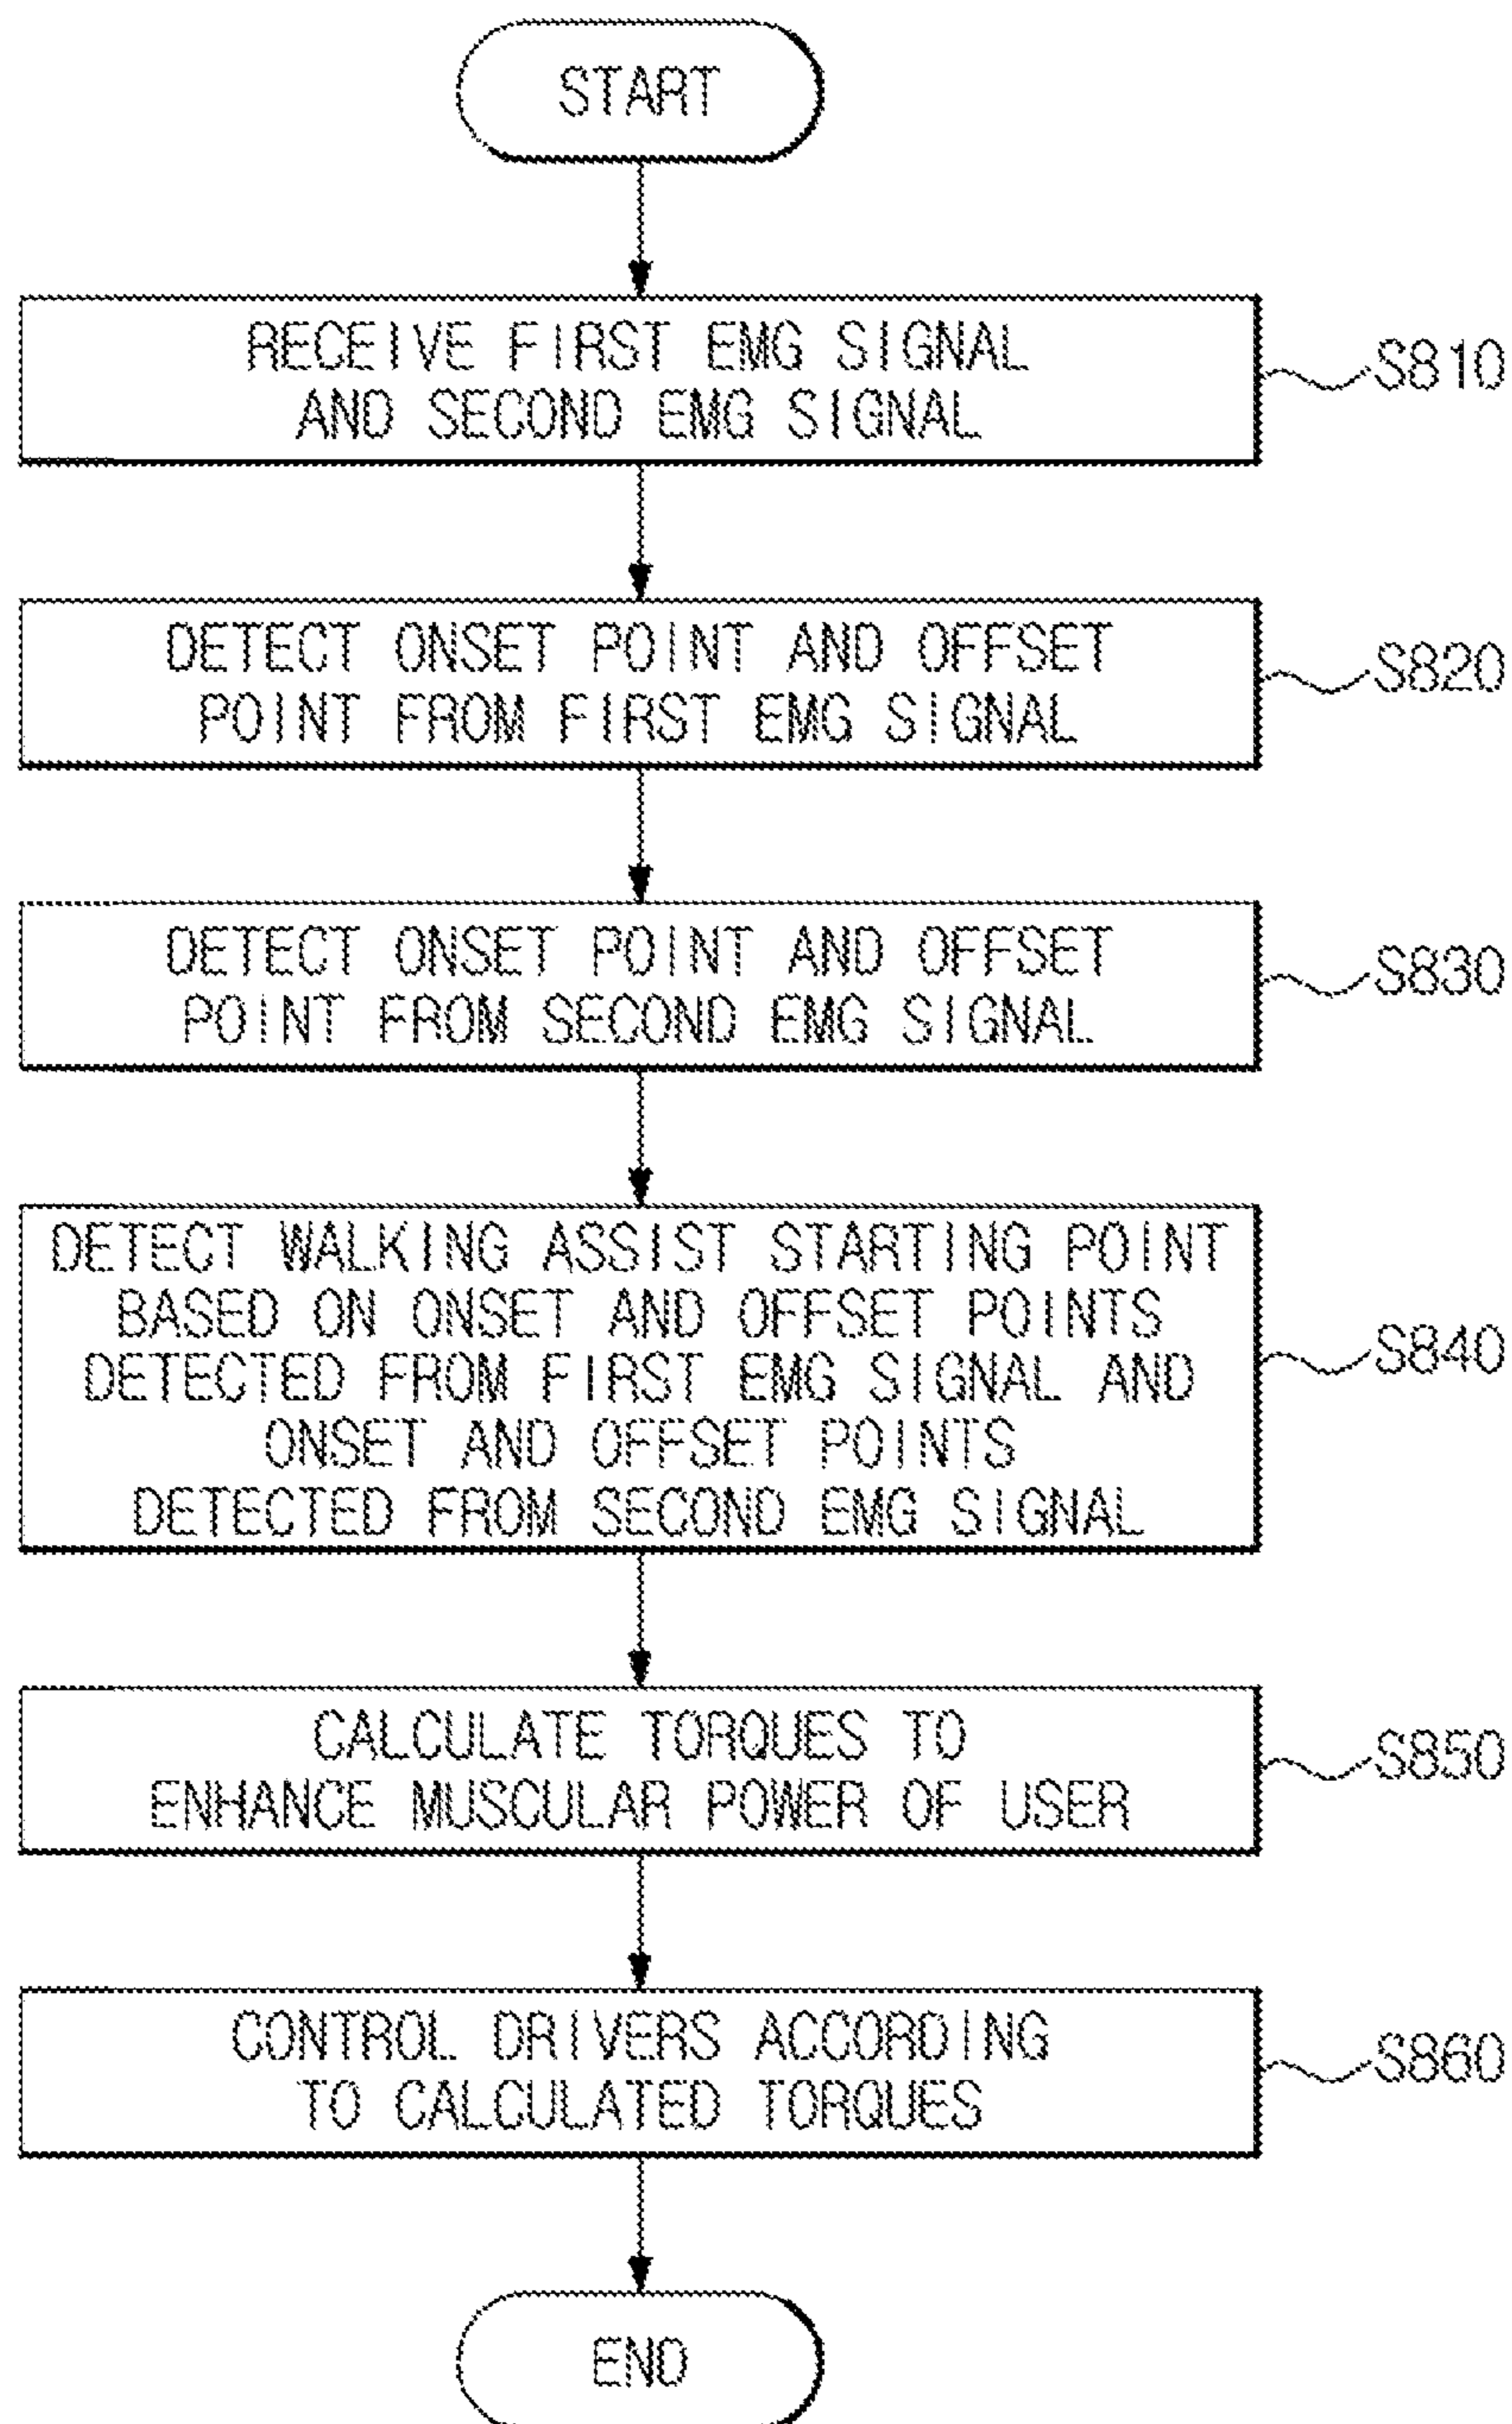 START
RECEIVE FIRST EMG SIGNAL
AND SECOND EMG SIGNAL
S810
DETECT ONSET POINT AND OFFSET
POINT FROM FIRST EMG SIGNAL
S820
DETECT ONSET POINT AND OFFSET
POINT FROM SECOND EMG SIGNAL
S830
DETECT WALKING ASSIST STARTING POINT
BASED ON ONSET AND OFFSET POINTS
DETECTED FROM FIRST EMG SIGNAL AND
ONSET AND OFFSET POINTS
DETECTED FROM SECOND EMG SIGNAL
S840
CALCULATE TORQUES TO
ENHANCE MUSCULAR POWER OF USER
S850
CONTROL DRIVERS ACCORDING
TO CALCULATED TORQUES
S860
END